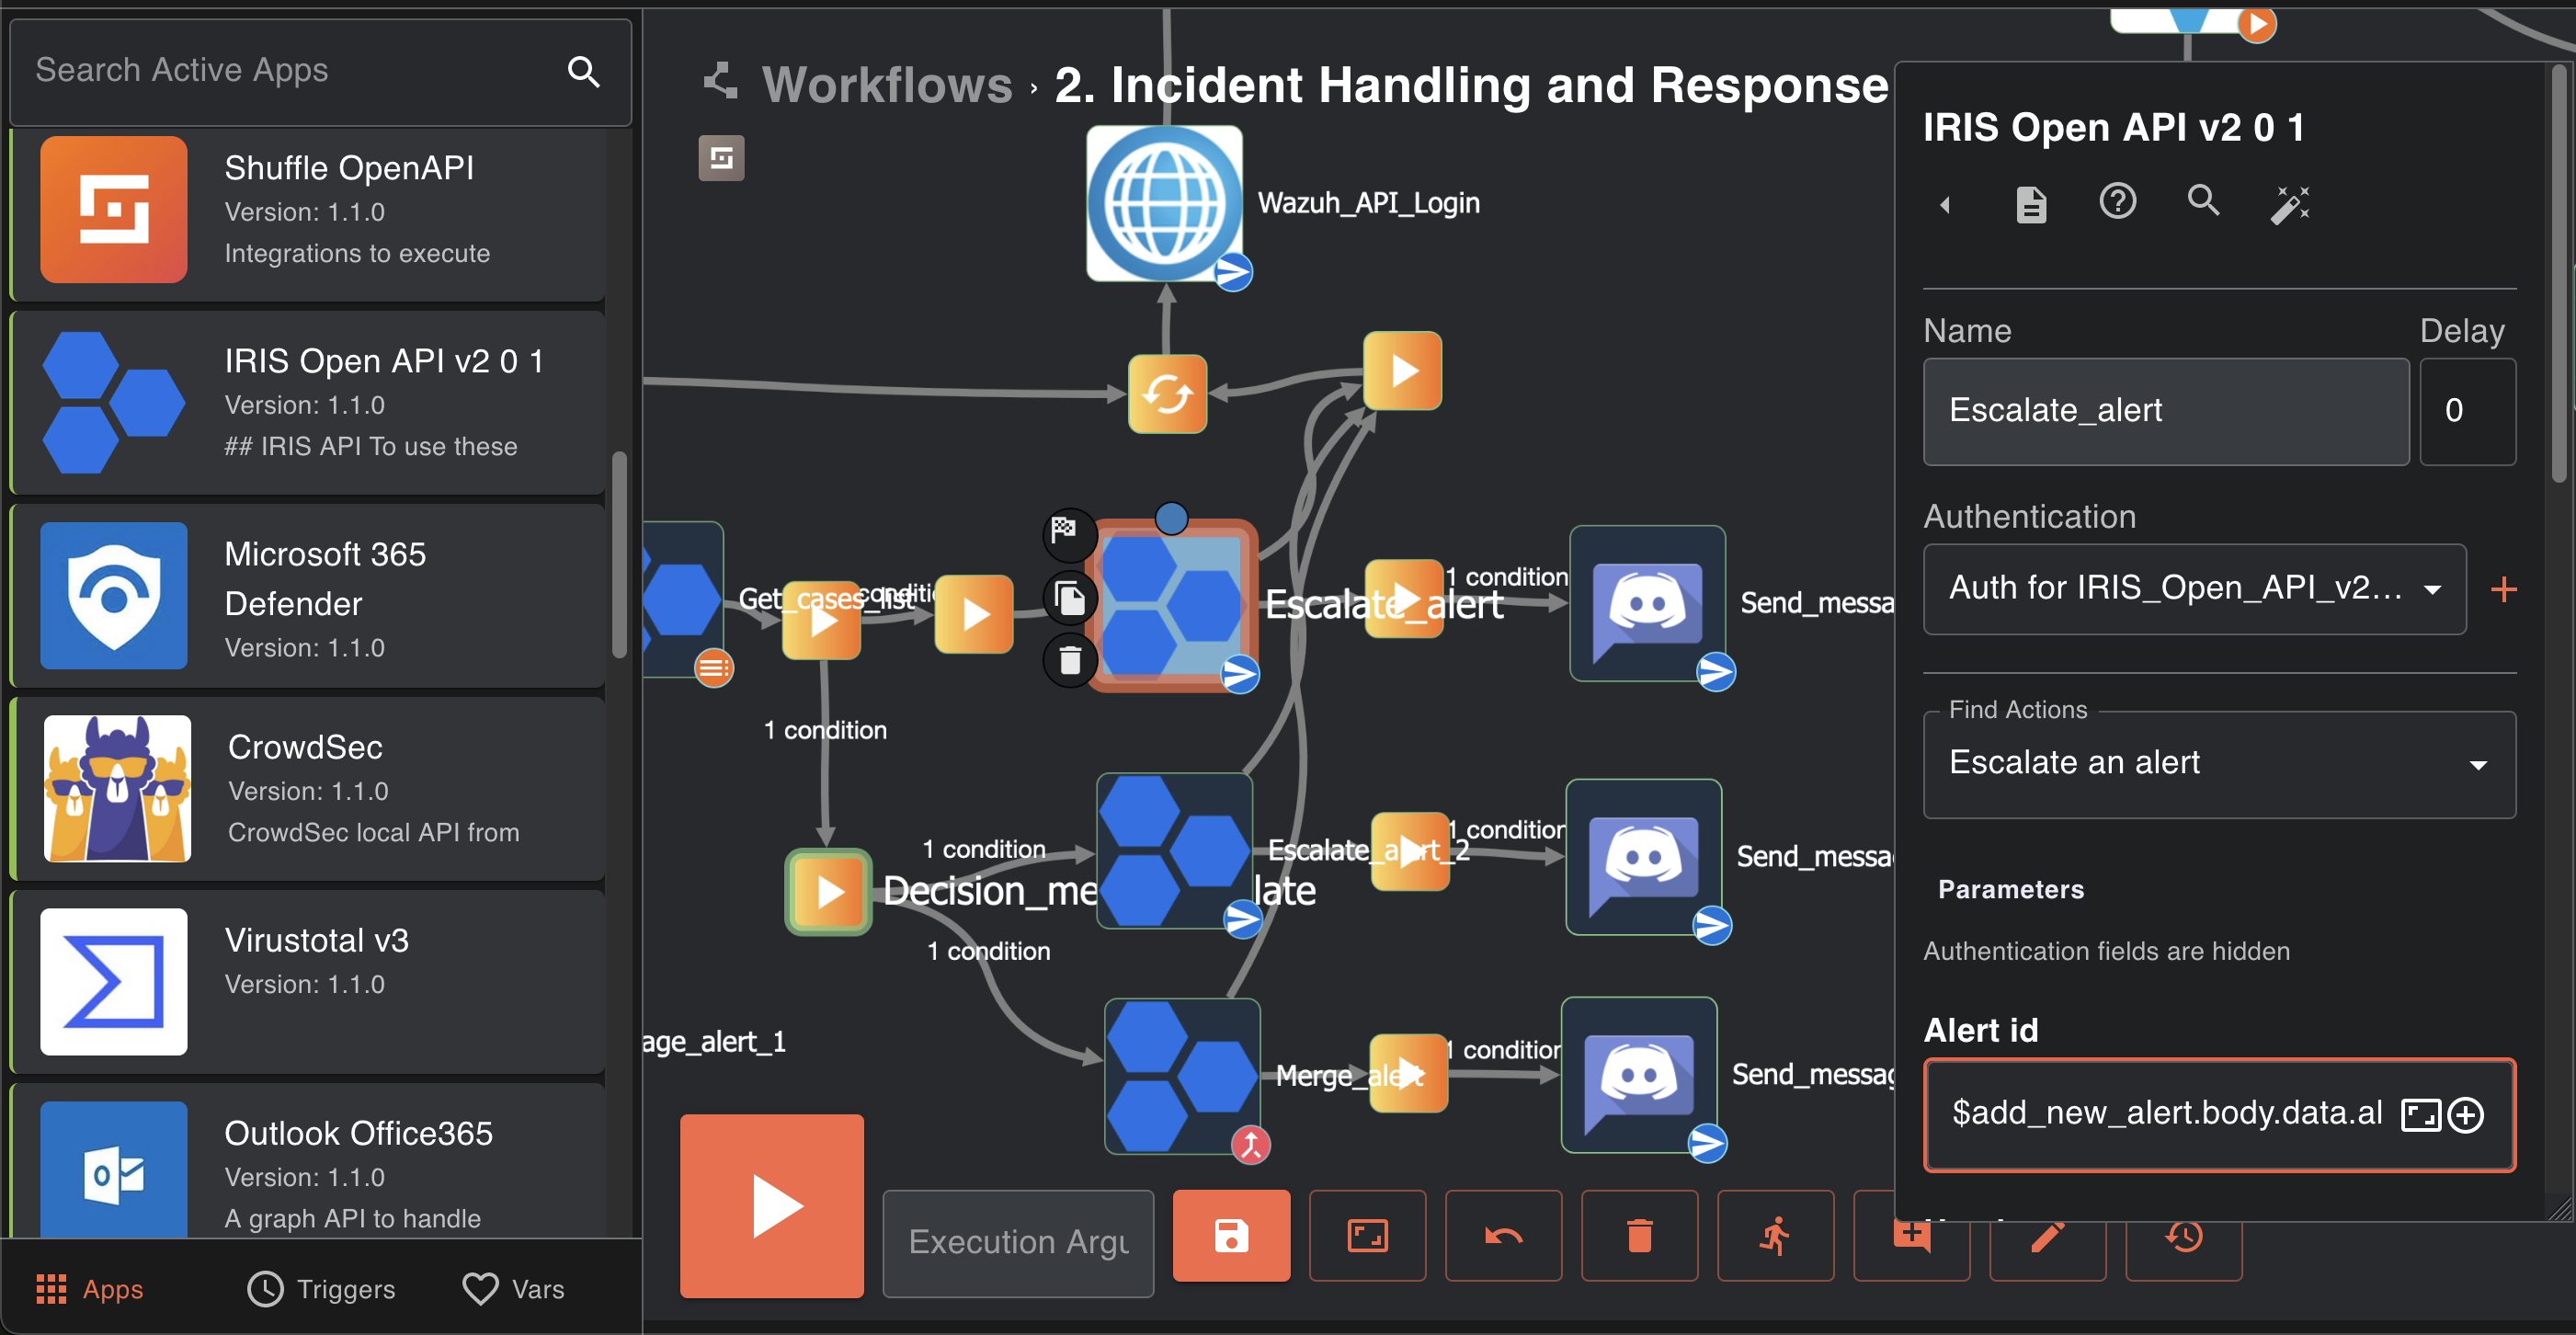 Search Active Apps
Shuffle OpenAPI
Version: 1.1.0
Integrations to execute
IRIS Open API v2 0 1
Version: 1.1.0
## IRIS API To use these
Microsoft 365
Defender
Version: 1.1.0
CrowdSec
Version: 1.1.0
CrowdSec local API from
Virustotal v3
Version: 1.1.0
Outlook Office365
Version: 1.1.0
A graph API to handle
Apps
Triggers
Vars
Workflows › 2. Incident Handling and Response
Wazuh_API_Login
Get_cases_list
conditi
Escalate_alert
1 condition
Send_messa
1 condition
1 condition
Escalate_alert_2
1 condition
Send_messa
Decision_me
late
1 condition
age_alert_1
Merge_alert
1 condition
Send_messag
Execution Argu
IRIS Open API v2 0 1
Name
Delay
Escalate_alert
0
Authentication
Auth for IRIS_Open_API_v2...
Find Actions
Escalate an alert
Parameters
Authentication fields are hidden
Alert id
$add_new_alert.body.data.al